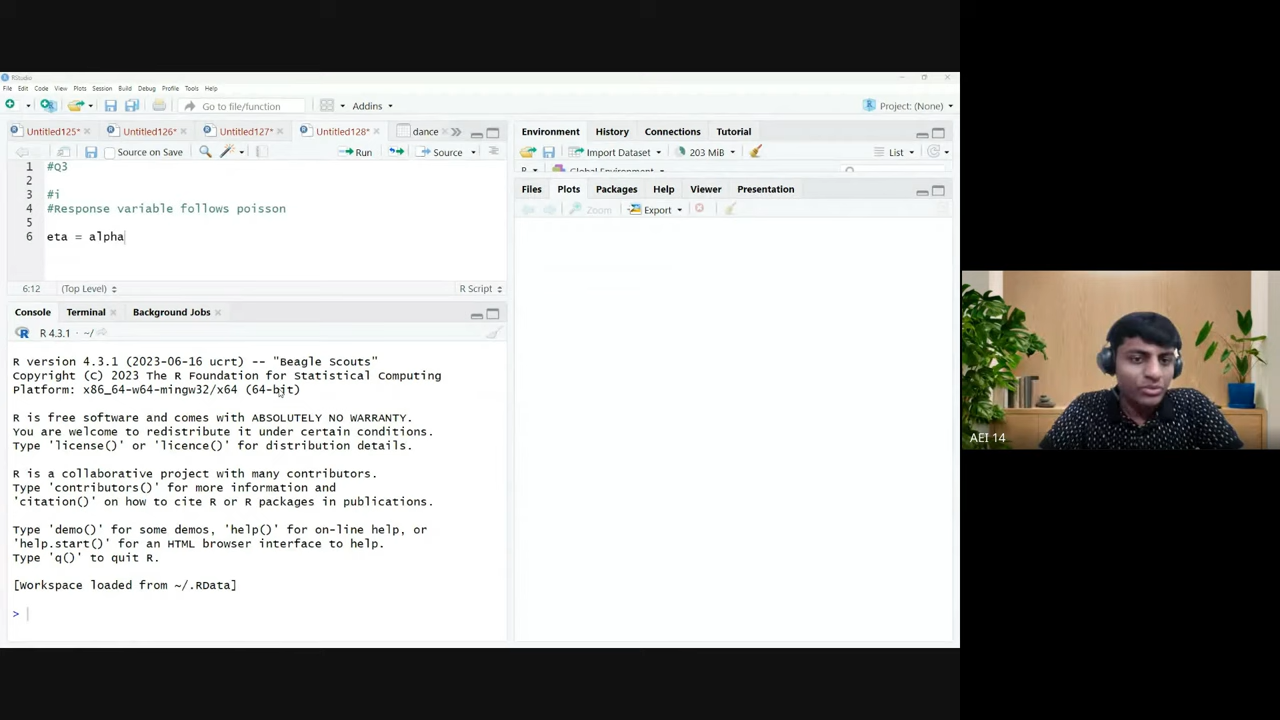 RStudio
File Edit Code View Plots Session Build Debug Profile Tools Help
Go to file/function
Addins
Project: (None)
Untitled125* Untitled126* Untitled127* Untitled128* dance
Source on Save
Run
Source
1 #Q3
2
3 #i
4 #Response variable follows poisson
5
6 eta = alpha
6:12 (Top Level) R Script
Console Terminal Background Jobs
R 4.3.1 · ~/
R version 4.3.1 (2023-06-16 ucrt) -- "Beagle Scouts"
Copyright (C) 2023 The R Foundation for Statistical Computing
Platform: x86_64-w64-mingw32/x64 (64-bit)
R is free software and comes with ABSOLUTELY NO WARRANTY.
You are welcome to redistribute it under certain conditions.
Type 'license()' or 'licence()' for distribution details.
R is a collaborative project with many contributors.
Type 'contributors()' for more information and
'citation()' on how to cite R or R packages in publications.
Type 'demo()' for some demos, 'help()' for on-line help, or
'help.start()' for an HTML browser interface to help.
Type 'q()' to quit R.
[Workspace loaded from ~/.RData]
>
Environment History Connections Tutorial
Import Dataset 203 MiB List
R Global Environment
Files Plots Packages Help Viewer Presentation
Zoom Export
AEI 14